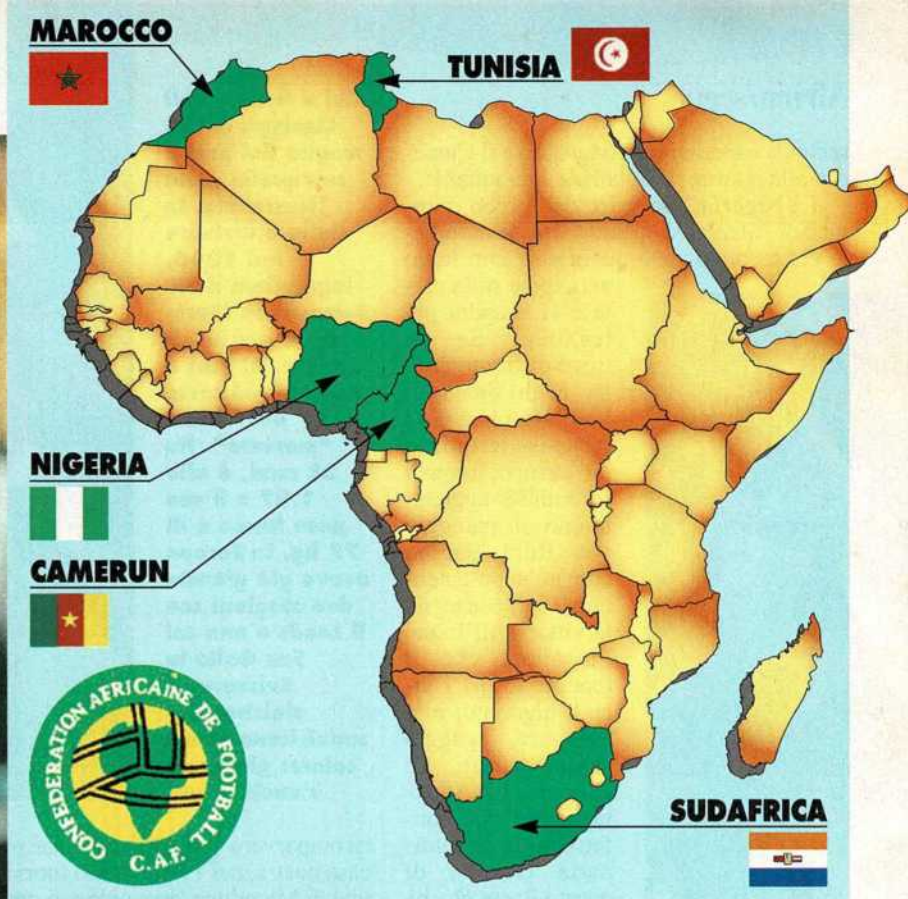 MAROCCO
TUNISIA
NIGERIA
CAMERUN
CONFEDERATION AFRICAINE DE FOOTBALL
C.A.F.
SUDAFRICA